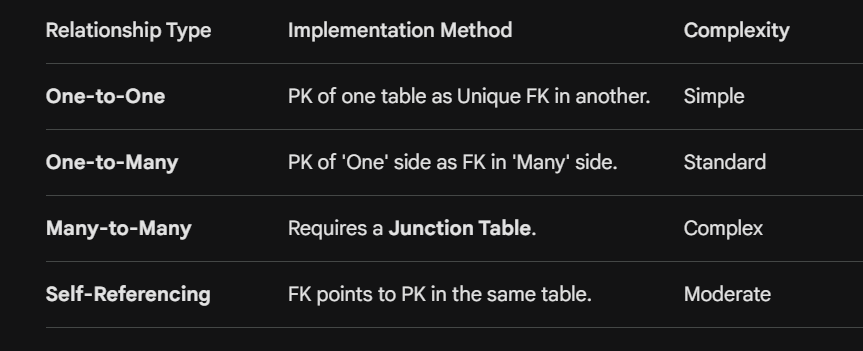 Relationship Type Implementation Method Complexity
One-to-One PK of one table as Unique FK in another. Simple
One-to-Many PK of 'One' side as FK in 'Many' side. Standard
Many-to-Many Requires a Junction Table. Complex
Self-Referencing FK points to PK in the same table. Moderate